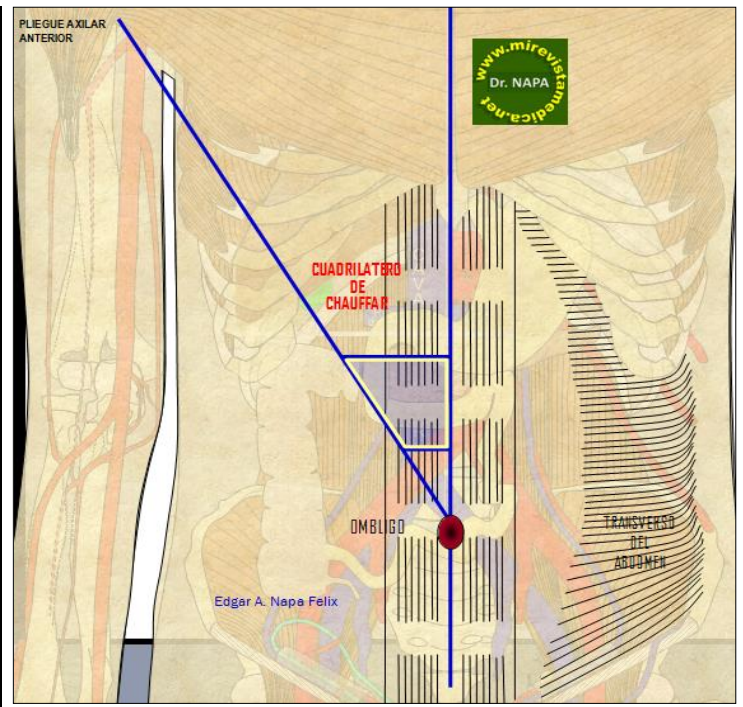 PLIEGUE AXILAR
ANTERIOR
www.mirevistamedica.net
Dr. NAPA
CUADRILATERO
DE
CHAUFFAR
OMBLIGO
TRANSVERSO
DEL
ABDOMEN
Edgar A. Napa Felix